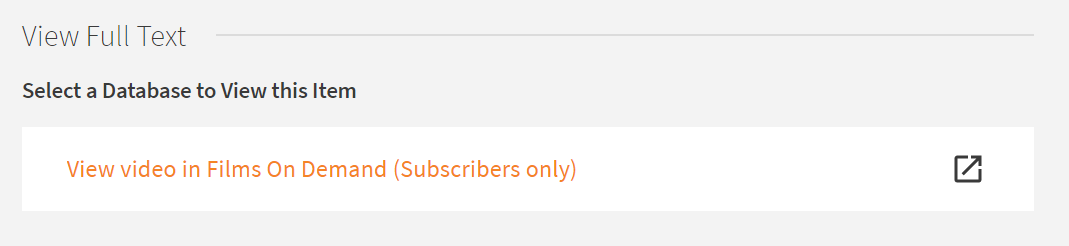 View Full Text
Select a Database to View this Item
View video in Films On Demand (Subscribers only)